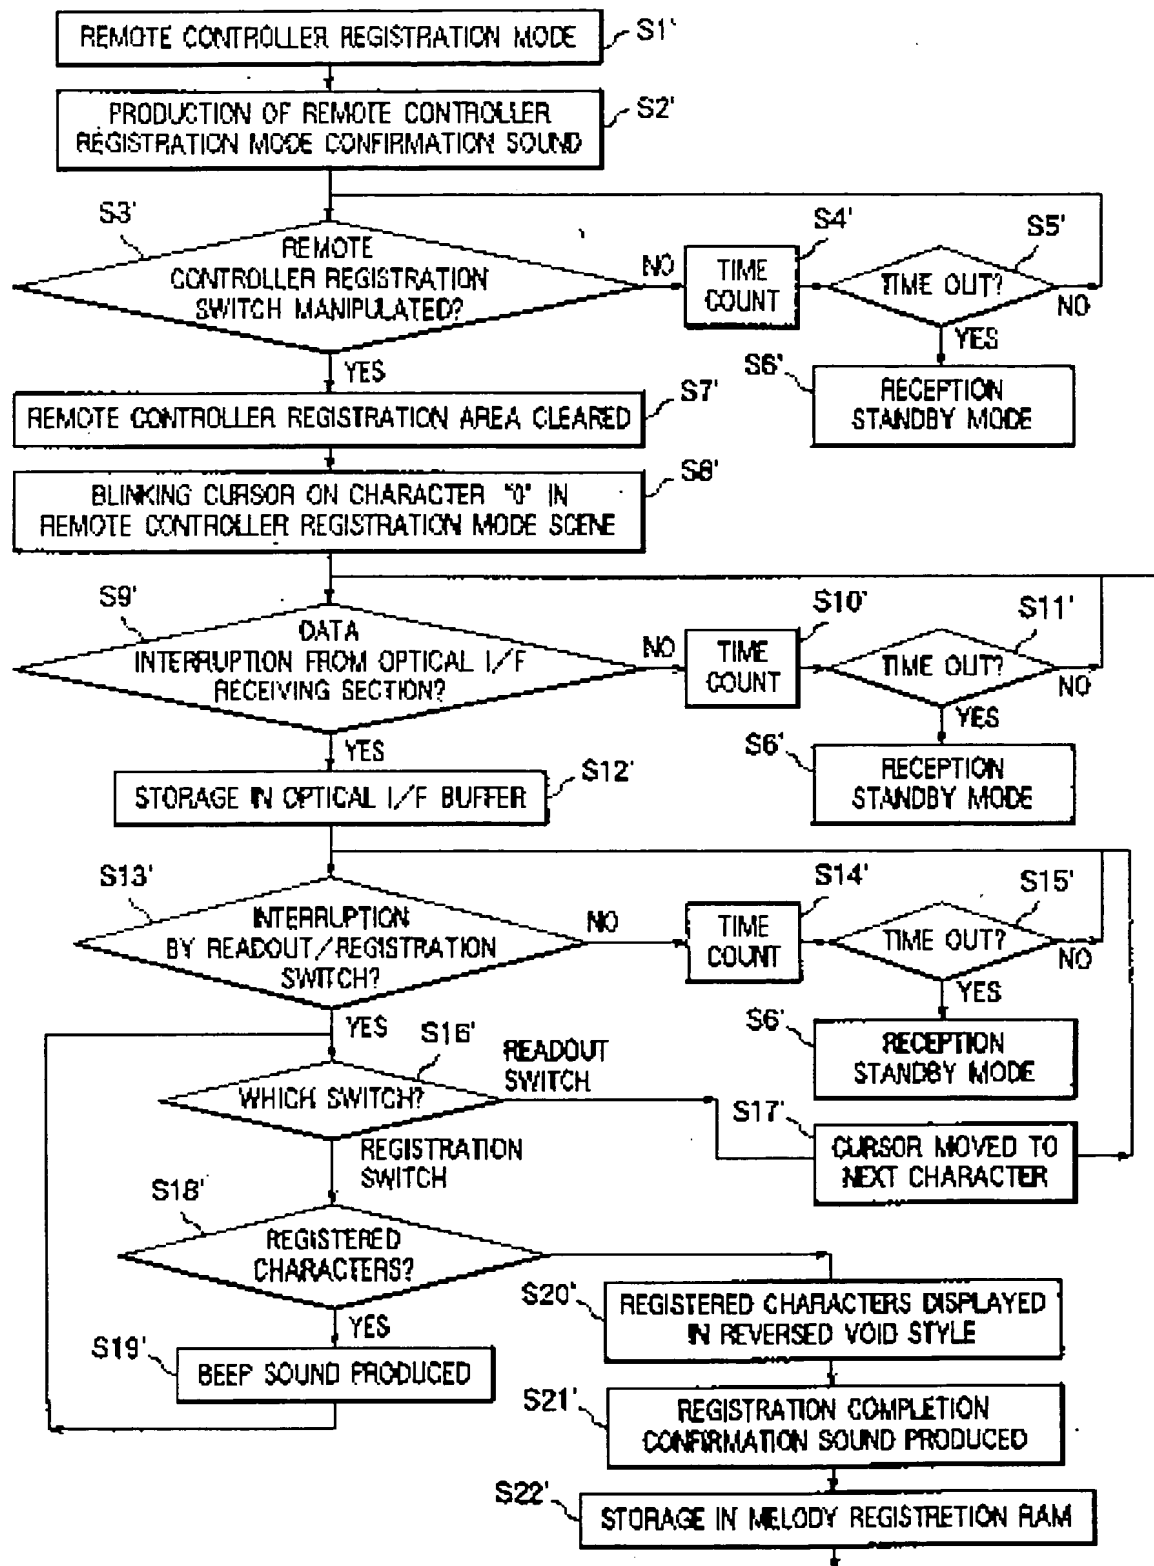 REMOTE CONTROLLER REGISTRATION MODE
S1'
PRODUCTION OF REMOTE CONTROLLER
REGISTRATION MODE CONFIRMATION SOUND
S2'
S3'
REMOTE
CONTROLLER REGISTRATION
SWITCH MANIPULATED?
NO
TIME
COUNT
S4'
TIME OUT?
S5'
NO
YES
YES
S6'
RECEPTION
STANDBY MODE
REMOTE CONTROLLER REGISTRATION AREA CLEARED
S7'
BLINKING CURSOR ON CHARACTER "0" IN
REMOTE CONTROLLER REGISTRATION MODE SCENE
S8'
S9'
DATA
INTERRUPTION FROM OPTICAL I/F
RECEIVING SECTION?
NO
TIME
COUNT
S10'
TIME OUT?
S11'
NO
YES
YES
S6'
RECEPTION
STANDBY MODE
STORAGE IN OPTICAL I/F BUFFER
S12'
S13'
INTERRUPTION
BY READOUT/REGISTRATION
SWITCH?
NO
TIME
COUNT
S14'
TIME OUT?
S15'
NO
YES
YES
S6'
RECEPTION
STANDBY MODE
S16'
WHICH SWITCH?
READOUT
SWITCH
S17'
CURSOR MOVED TO
NEXT CHARACTER
REGISTRATION
SWITCH
S18'
REGISTERED
CHARACTERS?
YES
S19'
BEEP SOUND PRODUCED
S20'
REGISTERED CHARACTERS DISPLAYED
IN REVERSED VOID STYLE
S21'
REGISTRATION COMPLETION
CONFIRMATION SOUND PRODUCED
S22'
STORAGE IN MELODY REGISTRETION RAM